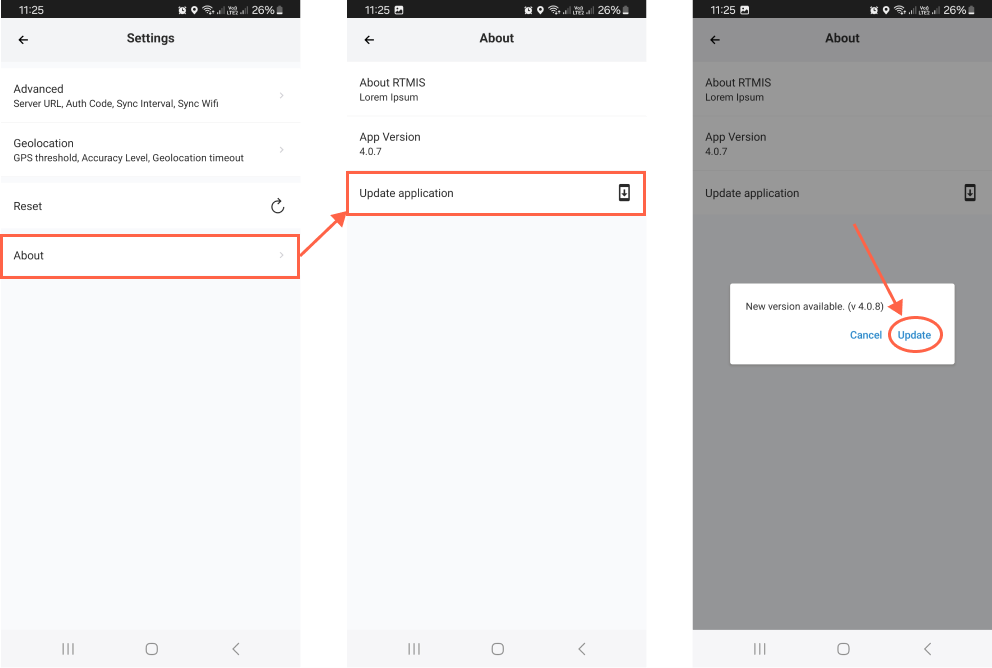 11:25
26%
Settings
Advanced
Server URL, Auth Code, Sync Interval, Sync Wifi
Geolocation
GPS threshold, Accuracy Level, Geolocation timeout
Reset
About
11:25
26%
About
About RTMIS
Lorem Ipsum
App Version
4.0.7
Update application
11:25
26%
About
About RTMIS
Lorem Ipsum
App Version
4.0.7
Update application
New version available. (v 4.0.8)
Cancel Update